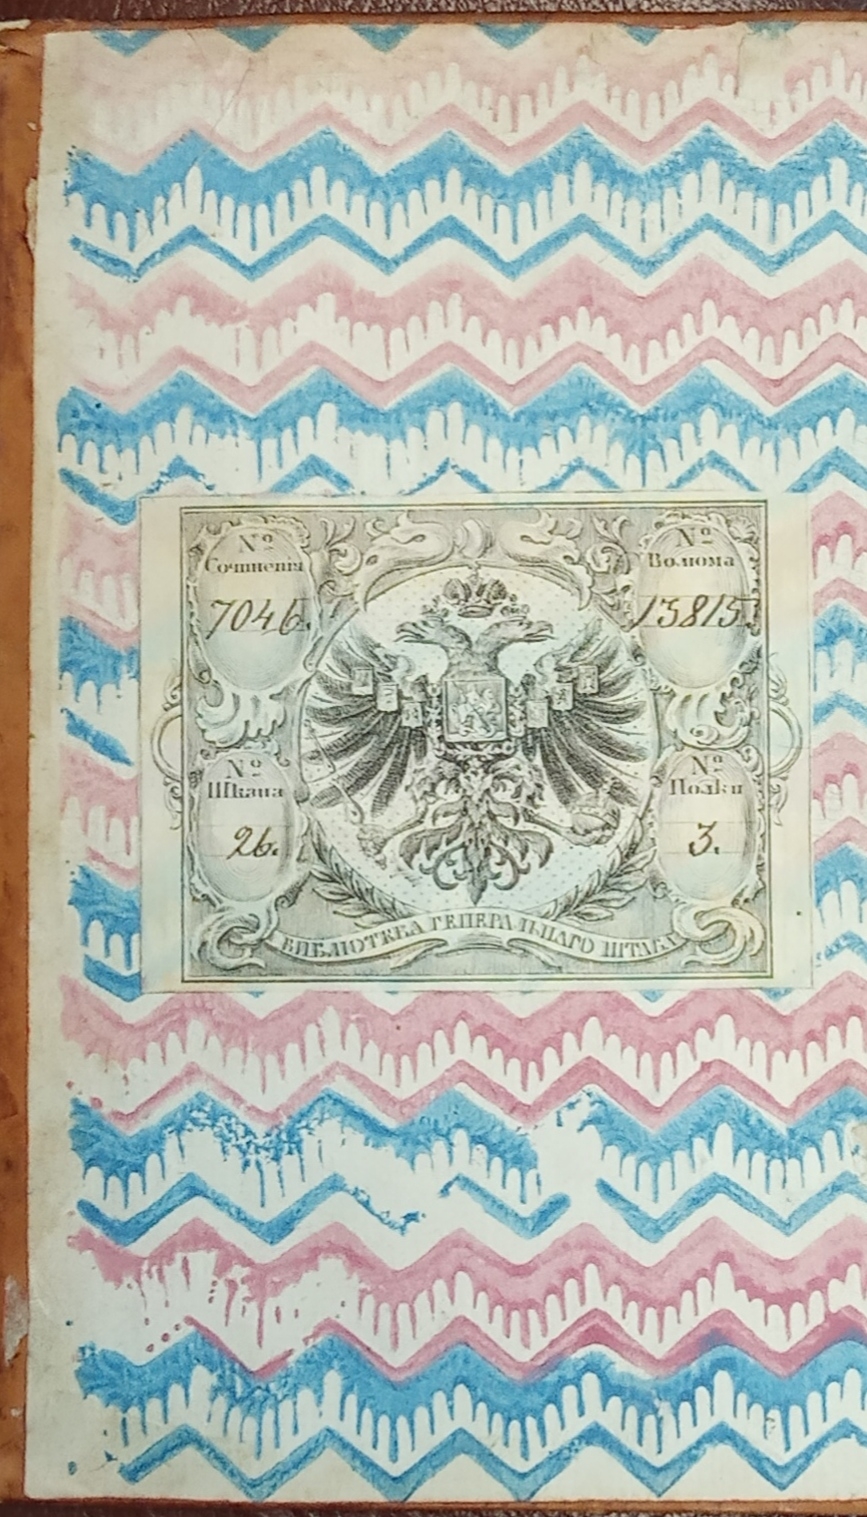 №
Сочиненія
7046.
№
Волюма
13815.
№
Шкапа
26.
№
Полки
3.
БИБЛІОТЕКА ГЕНЕРАЛЬНАГО ШТАБА